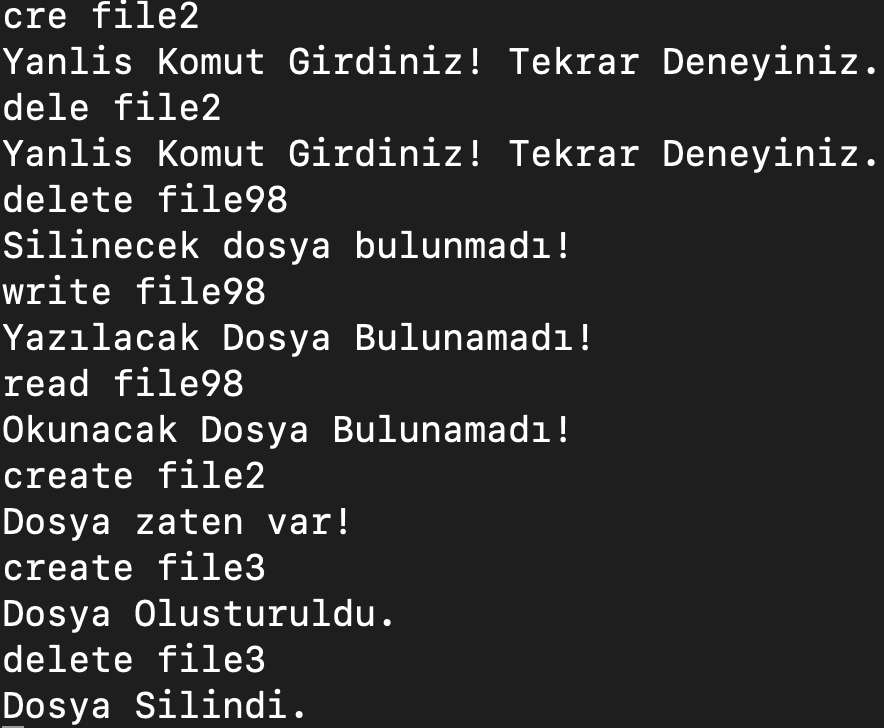 cre file2
Yanlis Komut Girdiniz! Tekrar Deneyiniz.
dele file2
Yanlis Komut Girdiniz! Tekrar Deneyiniz.
delete file98
Silinecek dosya bulunmadı!
write file98
Yazılacak Dosya Bulunamadı!
read file98
Okunacak Dosya Bulunamadı!
create file2
Dosya zaten var!
create file3
Dosya Olusturuldu.
delete file3
Dosya Silindi.